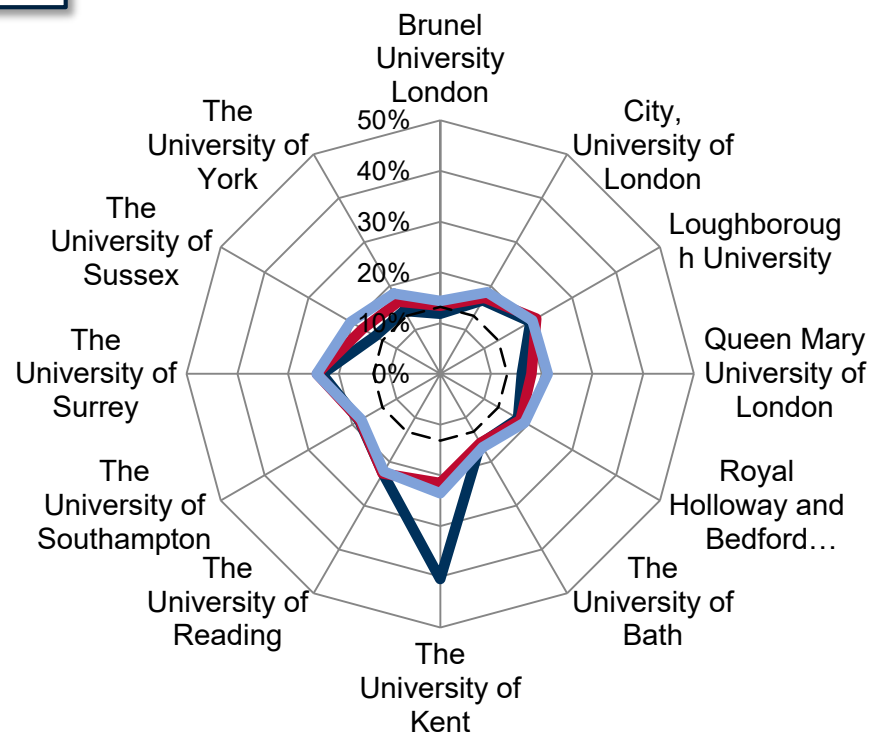 Brunel
University
London
City,
University of
London
Loughboroug
h University
Queen Mary
University of
London
Royal
Holloway and
Bedford…
The
University of
Bath
The
University of
Kent
The
University of
Reading
The
University of
Southampton
The
University of
Surrey
The
University of
Sussex
The
University of
York
50%
40%
30%
20%
10%
0%